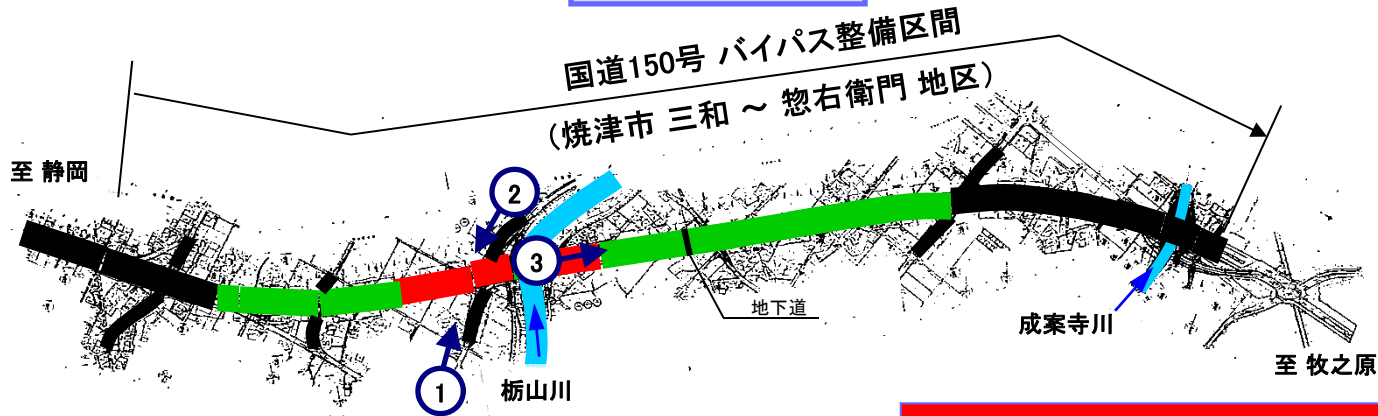 国道150号 バイパス整備区間
(焼津市 三和 ~ 惣右衛門 地区)
至 静岡
2
3
地下道
成案寺川
至 牧之原
1
栃山川